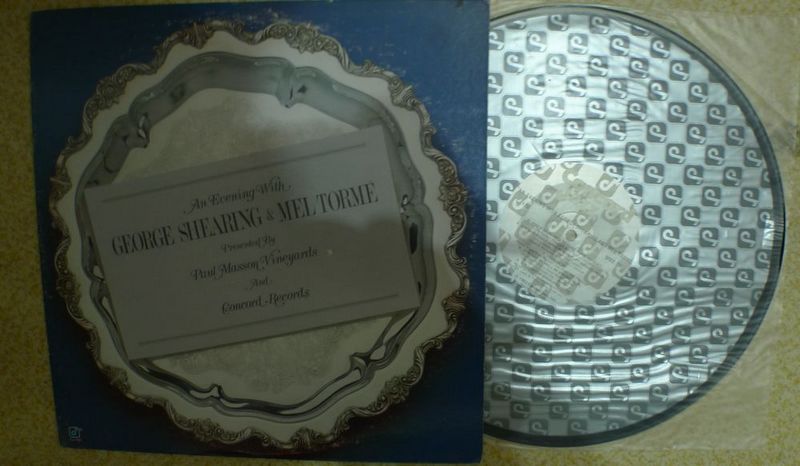 An Evening With
GEORGE SHEARING & MEL TORME
Presented By
Paul Masson Vineyards
And
Concord Records